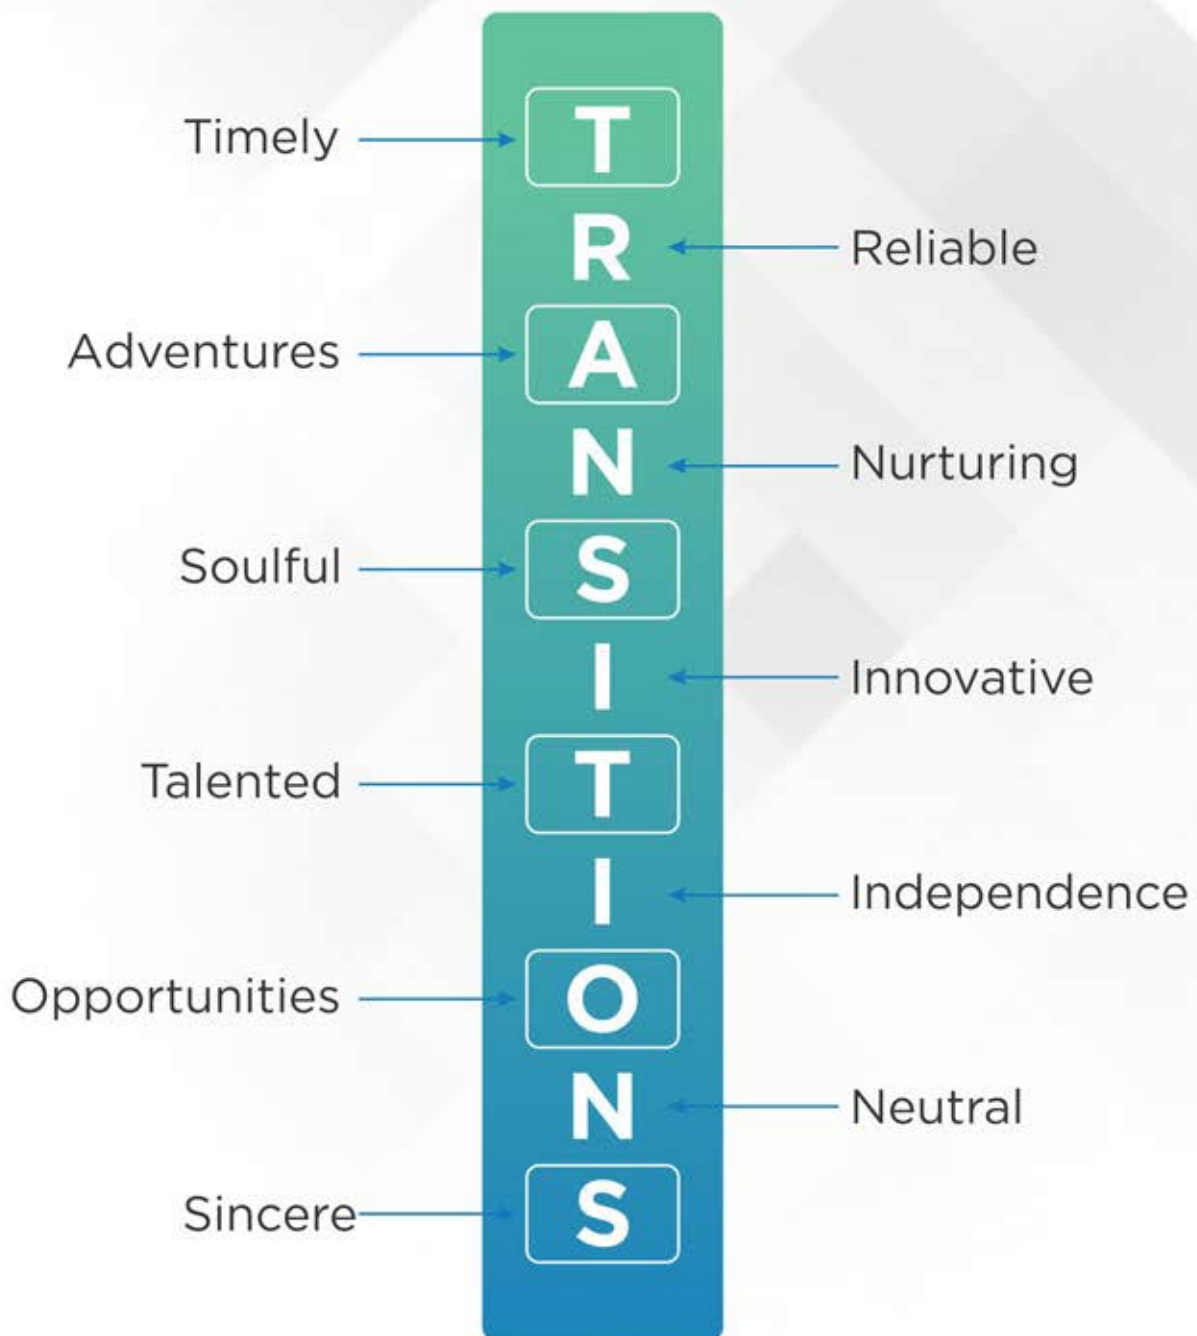 Timely
T
R
Reliable
Adventures
A
N
Nurturing
Soulful
S
I
Innovative
Talented
T
I
Independence
Opportunities
O
N
Neutral
Sincere
S